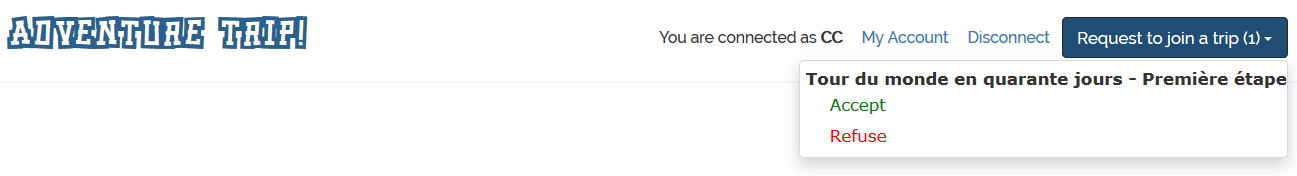 ADVENTURE TRIP!
You are connected as CC My Account Disconnect Request to join a trip (1)
Tour du monde en quarante jours - Première étape
Accept
Refuse